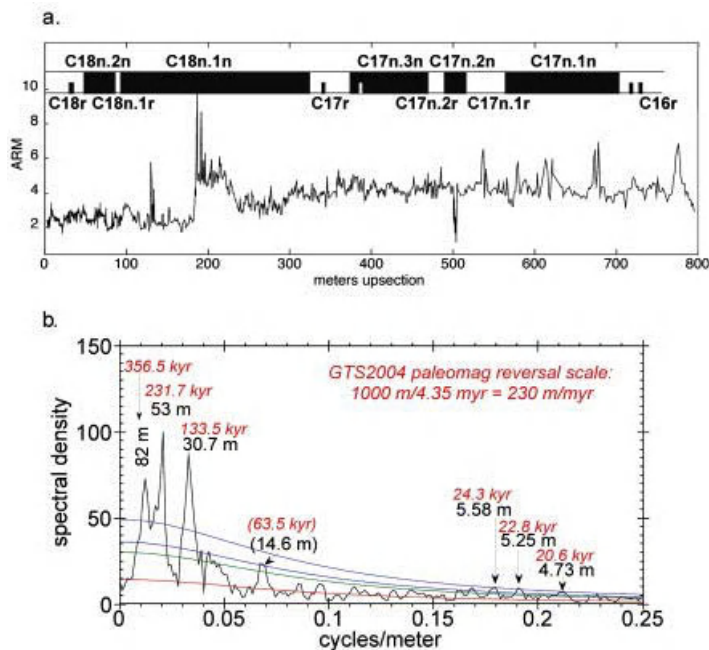 a.
C18n.2n C18n.1n C17n.3n C17n.2n C17n.1n
C18r C18n.1r C17r C17n.2r C17n.1r C16r
10
8
6
4
2
ARM
0 100 200 300 400 500 600 700 800
meters upsection
b.
150
100
50
0
spectral density
356.5 kyr
82 m
231.7 kyr
53 m
133.5 kyr
30.7 m
GTS2004 paleomag reversal scale:
1000 m/4.35 myr = 230 m/myr
(63.5 kyr)
(14.6 m)
24.3 kyr
5.58 m
22.8 kyr
5.25 m
20.6 kyr
4.73 m
0 0.05 0.1 0.15 0.2 0.25
cycles/meter